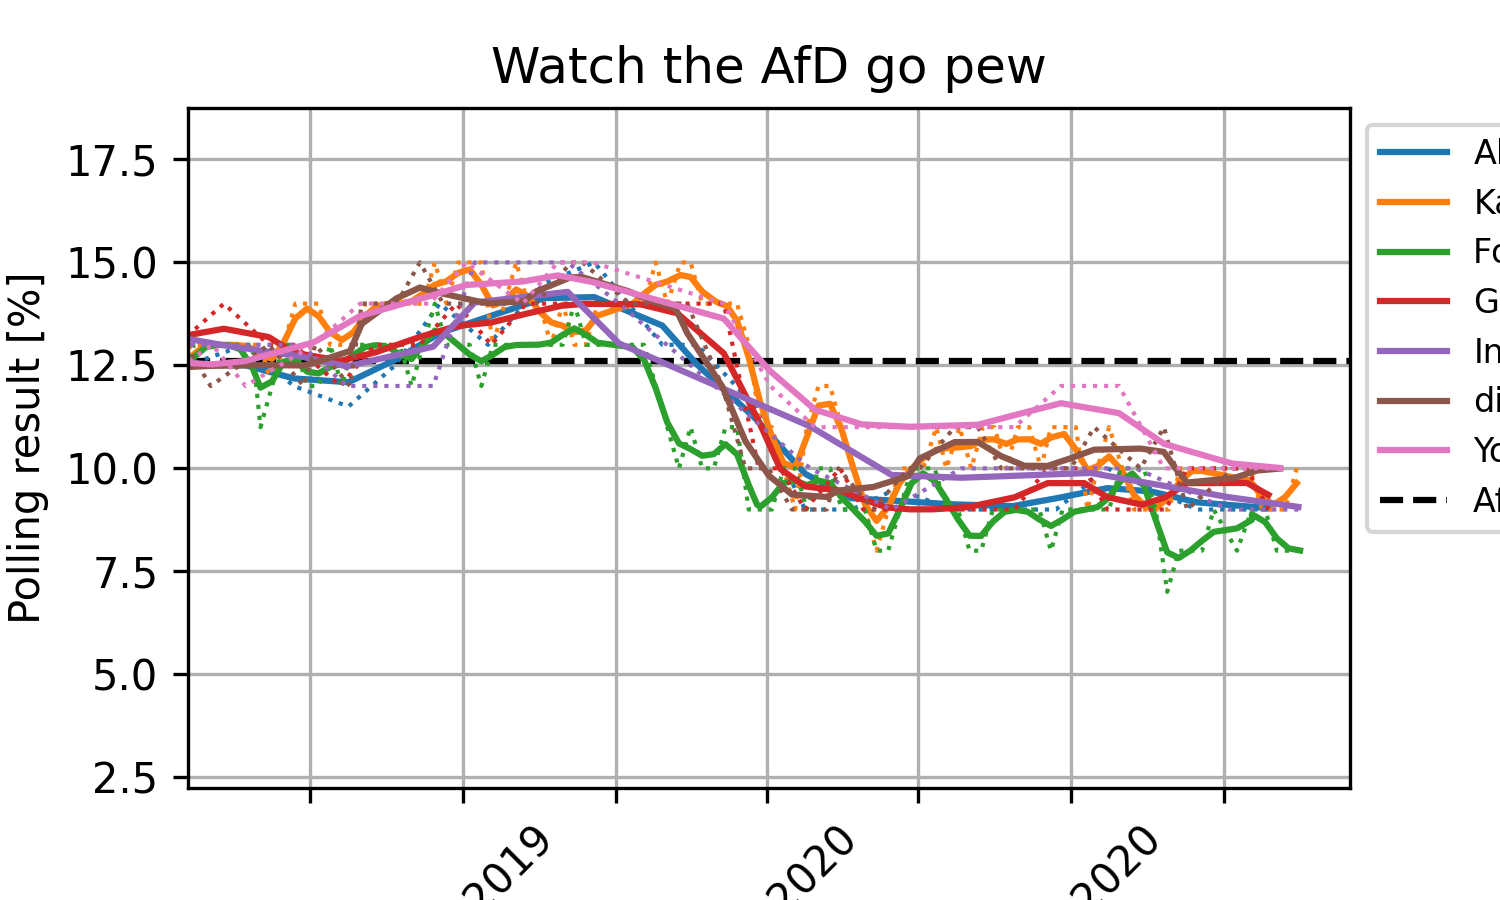 Watch the AfD go pew
Polling result [%]
17.5
15.0
12.5
10.0
7.5
5.0
2.5
2019
2020
2020
Al
Ka
Fo
G
In
di
Yo
Af